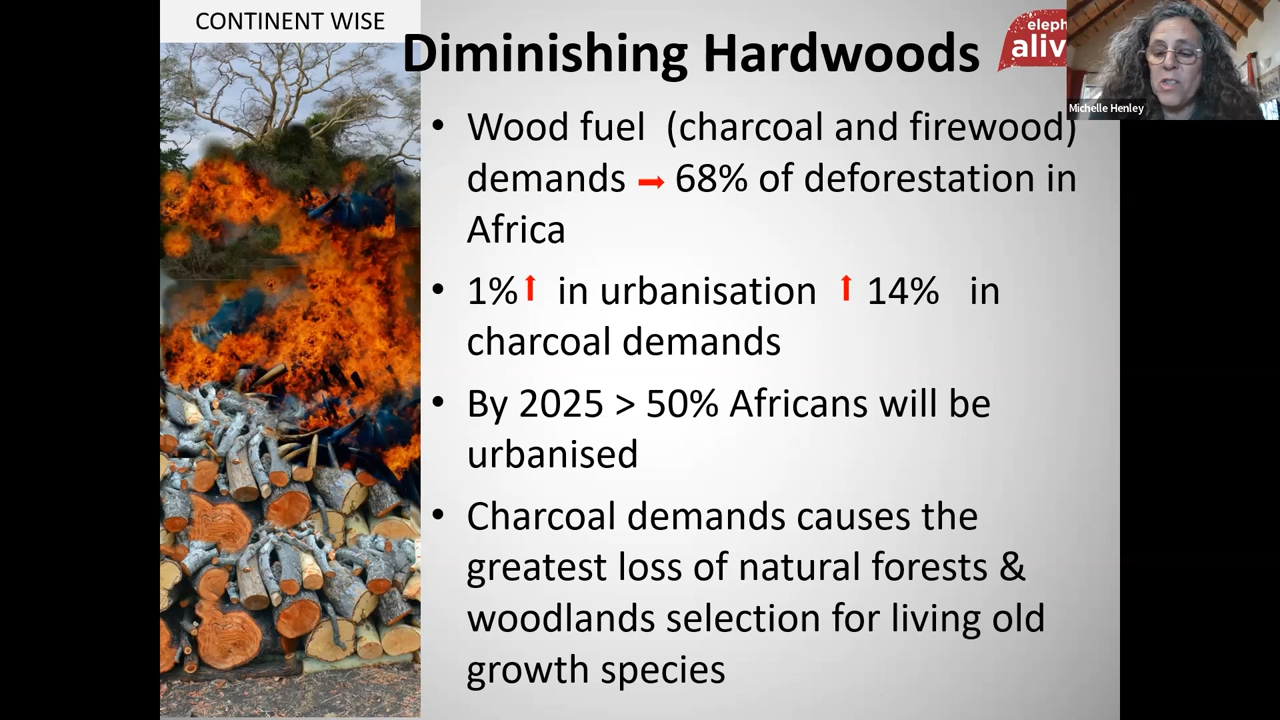 CONTINENT WISE
Diminishing Hardwoods
eleph
aliv
Michelle Henley
• Wood fuel (charcoal and firewood)
demands → 68% of deforestation in
Africa
• 1%↑ in urbanisation ↑ 14% in
charcoal demands
• By 2025 > 50% Africans will be
urbanised
• Charcoal demands causes the
greatest loss of natural forests &
woodlands selection for living old
growth species